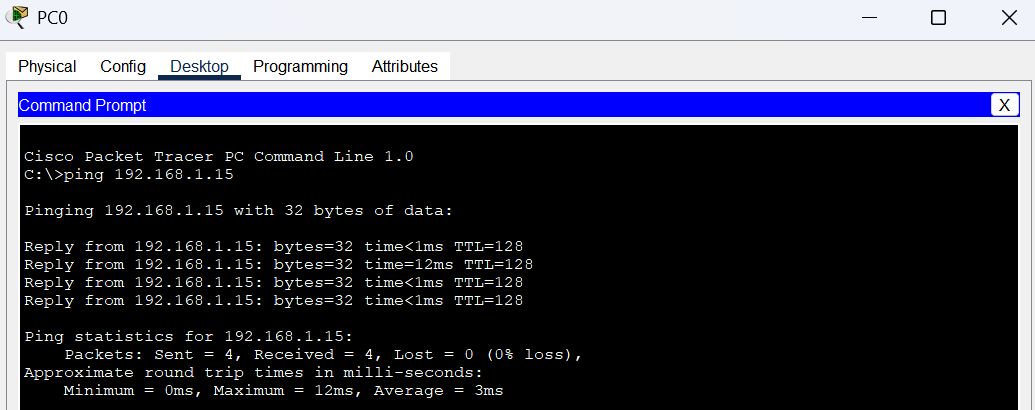 PC0
Physical Config Desktop Programming Attributes
Command Prompt X
Cisco Packet Tracer PC Command Line 1.0
C:\>ping 192.168.1.15
Pinging 192.168.1.15 with 32 bytes of data:
Reply from 192.168.1.15: bytes=32 time<1ms TTL=128
Reply from 192.168.1.15: bytes=32 time=12ms TTL=128
Reply from 192.168.1.15: bytes=32 time<1ms TTL=128
Reply from 192.168.1.15: bytes=32 time<1ms TTL=128
Ping statistics for 192.168.1.15:
    Packets: Sent = 4, Received = 4, Lost = 0 (0% loss),
Approximate round trip times in milli-seconds:
    Minimum = 0ms, Maximum = 12ms, Average = 3ms